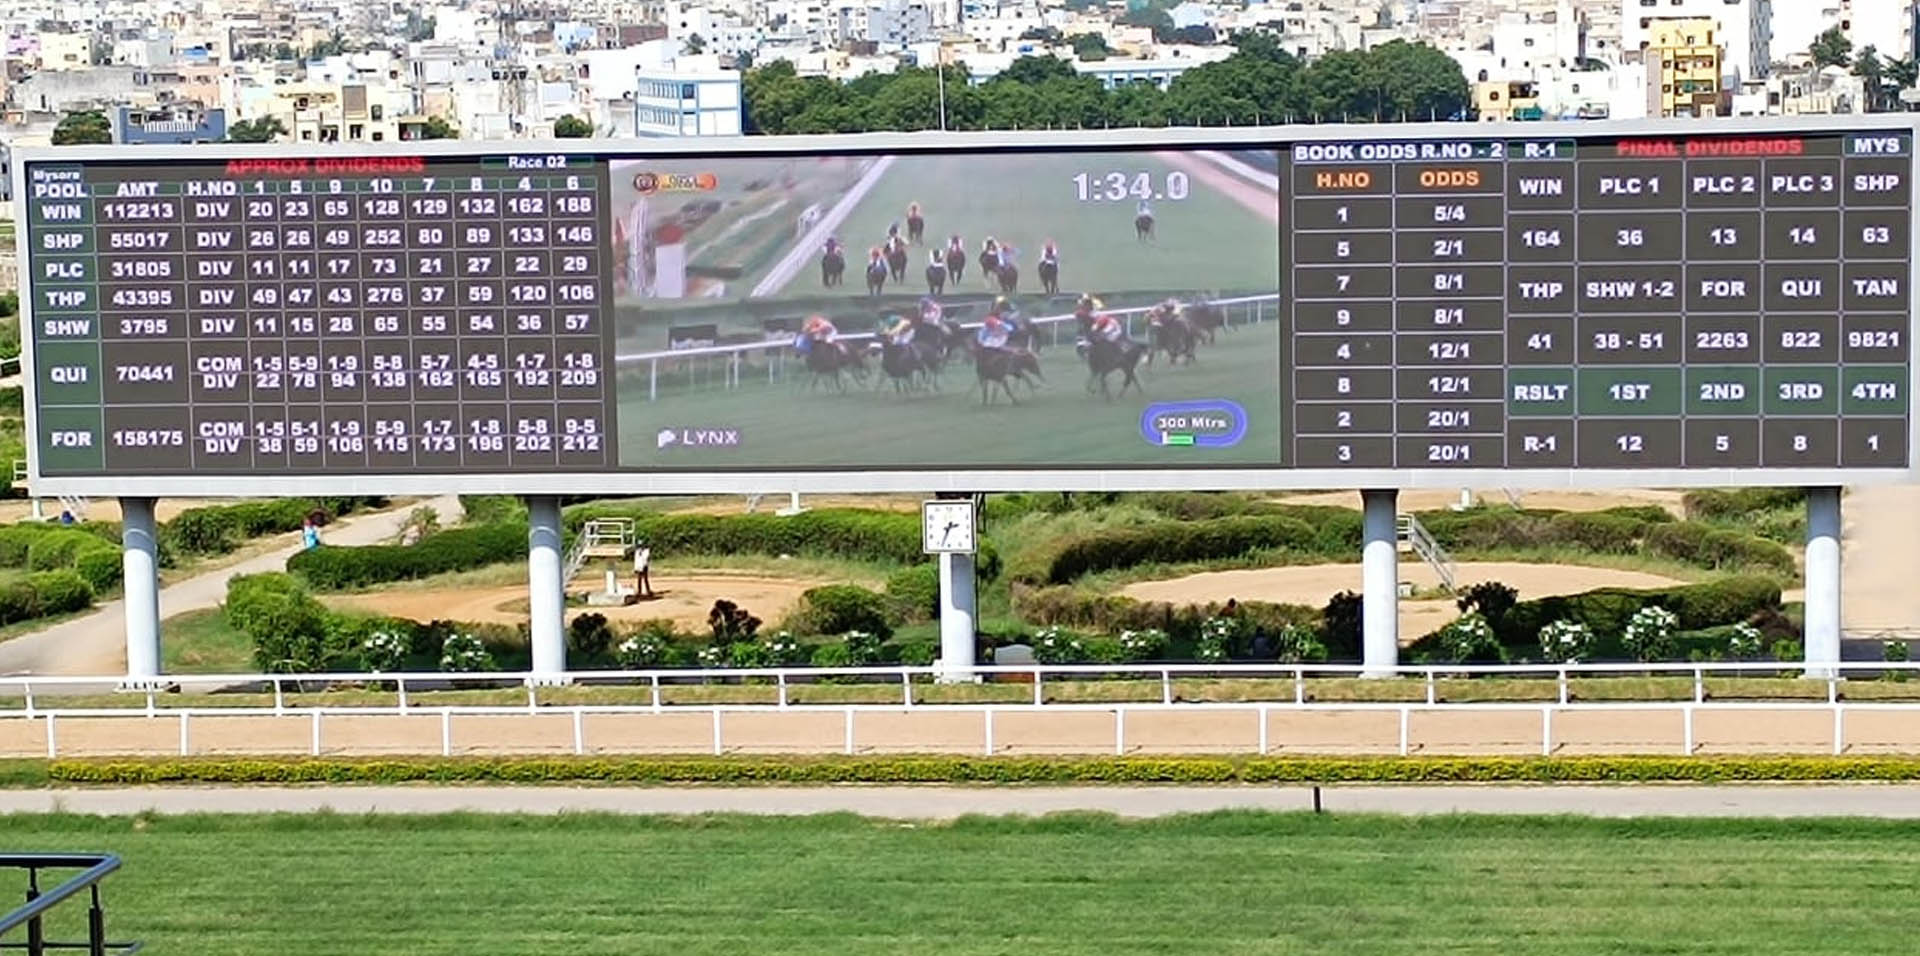 Mysore APPROX DIVIDENDS Race 02
POOL AMT H.NO 1 5 9 10 7 8 4 6
WIN 112213 DIV 20 23 65 128 129 132 162 188
SHP 55017 DIV 26 26 49 252 80 89 133 146
PLC 31805 DIV 11 11 17 73 21 27 22 29
THP 43395 DIV 49 47 43 276 37 59 120 106
SHW 3795 DIV 11 15 28 65 55 54 36 57
QUI 70441 COM 1-5 5-9 1-9 5-8 5-7 4-5 1-7 1-8
DIV 22 78 94 138 162 165 192 209
FOR 158175 COM 1-5 5-1 1-9 5-9 1-7 1-8 5-8 9-5
DIV 38 59 106 115 173 196 202 212
1:34.0
LYNX
300 Mtrs
BOOK ODDS R.NO - 2
H.NO ODDS
1 5/4
5 2/1
7 8/1
9 8/1
4 12/1
8 12/1
2 20/1
3 20/1
R-1 FINAL DIVIDENDS MYS
WIN PLC 1 PLC 2 PLC 3 SHP
164 36 13 14 63
THP SHW 1-2 FOR QUI TAN
41 38 - 51 2263 822 9821
RSLT 1ST 2ND 3RD 4TH
R-1 12 5 8 1